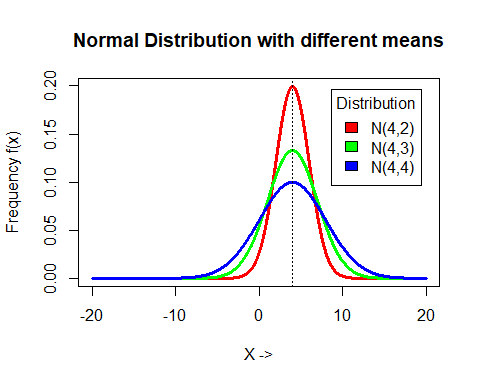 Normal Distribution with different means
Frequency f(x)
0.20
0.15
0.10
0.05
0.00
Distribution
N(4,2)
N(4,3)
N(4,4)
-20 -10 0 10 20
X ->